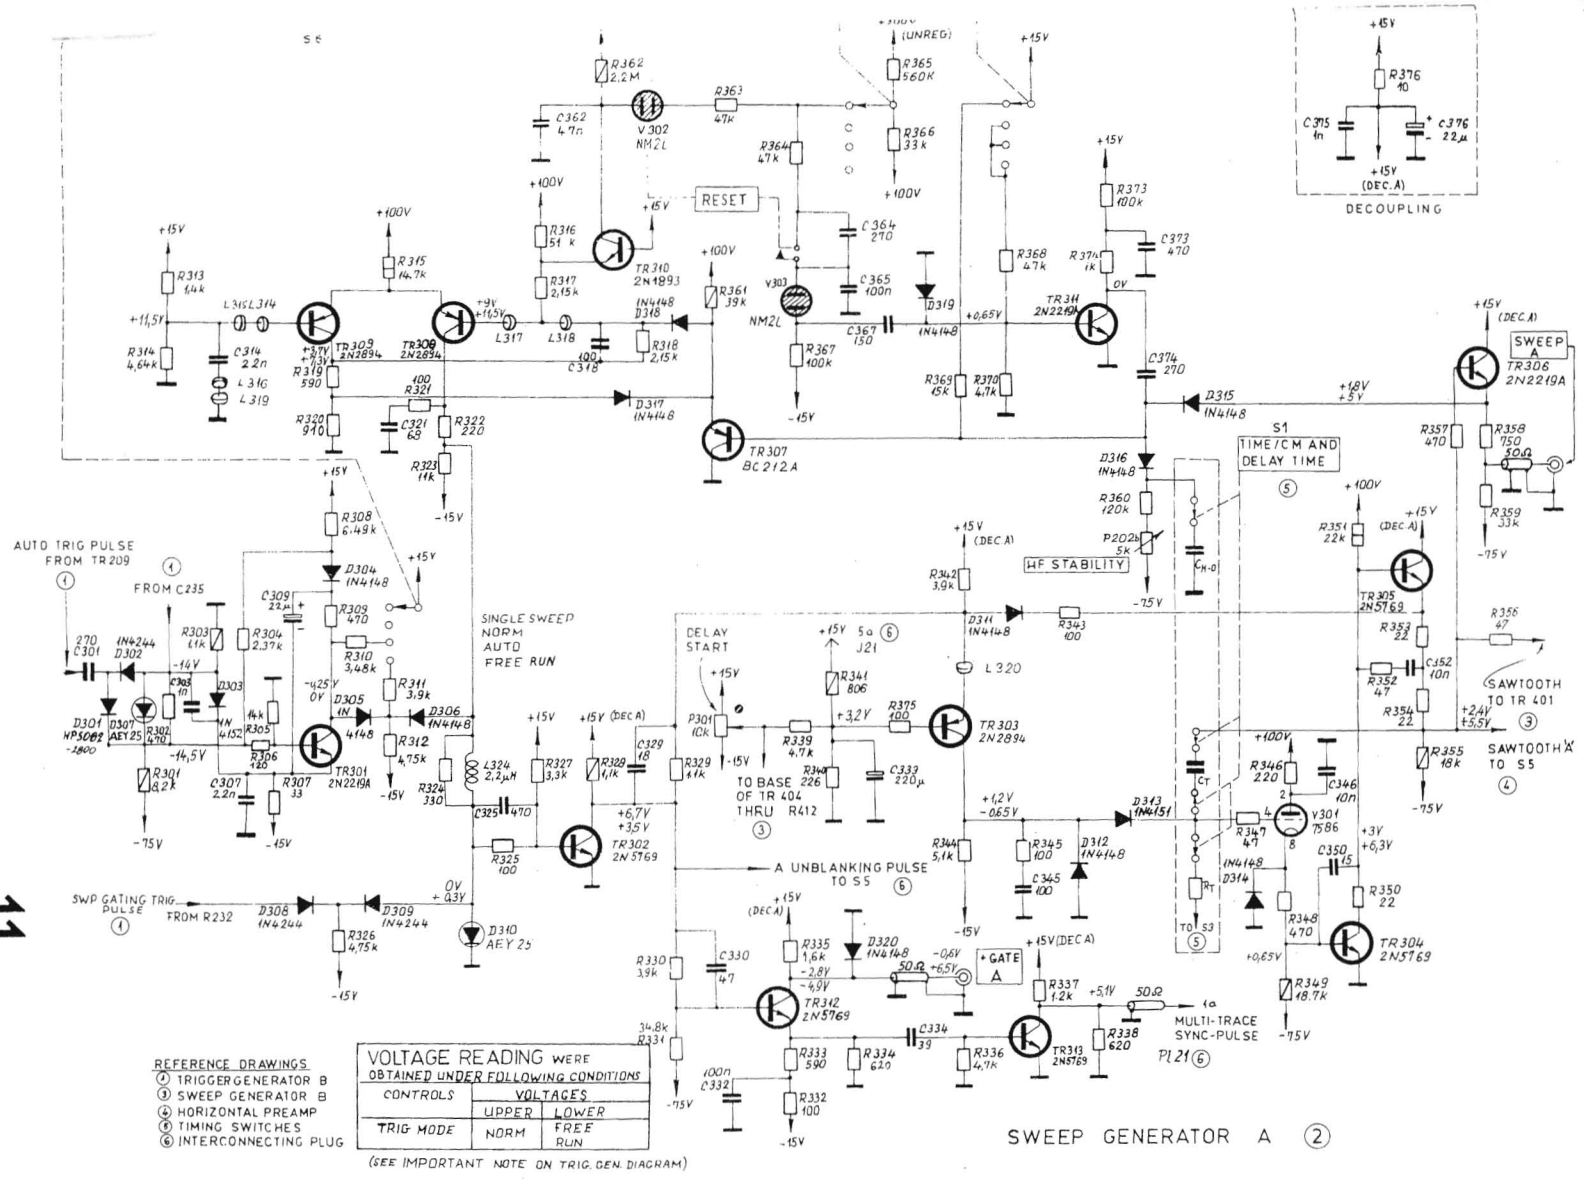 S6
+300V
(UNREG)
+15V
R362
2,2M
R365
560K
R363
47k
C362
4,7n
V302
NM2L
R364
47k
R366
33k
+100V
+15V
R376
10
C375
1n
C376
22µ
+
-
+15V
(DEC.A)
DECOUPLING
+15V
R373
100k
+100V
RESET
+15V
R316
51 k
C364
270
R368
47k
R374
1k
C373
470
0V
+15V
R313
1,4k
+100V
R315
14.7k
TR310
2N1893
+100V
R361
39k
R317
2,15k
V303
NM2L
C365
100n
D319
1N4148
+0,65V
TR311
2N2219A
+11,5V
L315 L314
+9V
+11,5V
L317
L318
1N4148
D318
C367
150
R314
4,64k
C314
22n
L316
L319
+3,7V
+7,3V
TR309
2N2894
TR308
2N2894
100
C318
R318
2,15k
R367
100k
-15V
R369
15k
R370
4,7k
C374
270
R319
590
R320
910
100
R321
C321
68
R322
220
R323
11k
-15V
D317
1N4148
TR307
BC212A
D315
1N4148
+1,8V
+5V
+15V
(DEC.A)
SWEEP
A
TR306
2N2219A
R357
470
R358
750
50Ω
R359
33k
-75V
S1
TIME/CM AND
DELAY TIME
5
D316
1N4148
R360
120k
P202b
5k
HF STABILITY
-75V
CH-O
+100V
R351
22k
+15V
(DEC.A)
TR305
2N5769
+15V
R308
6.49k
AUTO TRIG PULSE
FROM TR209
1
1
FROM C235
D304
1N4148
C309
22µ
+
-
R309
470
+15V
R310
3,48k
R311
3,9k
SINGLE SWEEP
NORM
AUTO
FREE RUN
270
C301
1N4244
D302
R303
1,1k
R304
2.37k
-14V
D301
HP5082
-2800
D307
AEY25
R302
470
C303
1n
D303
1N
4152
-14,5V
14k
R305
R306
120
-4,25V
0V
D305
1N
4148
D306
1N4148
R312
4,75k
-15V
TR301
2N2219A
R301
8,2k
-75V
C307
2,2n
R307
33
-15V
R324
330
L324
2,2µH
C325
470
+15V
R327
3,3k
+15V (DEC A)
R328
1,1k
C329
18
R329
1.1k
+6,7V
+3,5V
TR302
2N5769
R325
100
DELAY
START
+15V
P301
10k
-15V
TO BASE
OF TR 404
THRU R412
3
+15V
5a 6
J21
R341
806
R339
4.7k
+3,2V
R340
226
C333
220µ
R375
100
+15V
(DEC.A)
R342
3,9k
D311
1N4148
R343
100
L320
TR303
2N2894
R353
22
R352
47
C352
10n
R354
22
R356
47
SAWTOOTH
TO TR 401
3
+2,4V
+5,5V
SAWTOOTH 'A'
TO S5
4
R355
18k
-75V
+1,2V
-0,65V
D313
1N4151
R344
5,1k
R345
100
C345
100
D312
1N4148
-15V
CT
RT
TO S3
5
+100V
R346
220
2
C346
10n
R347
47
4
V301
7586
8
1N4148
D314
C350
15
+3V
+6,3V
R350
22
R348
470
+0,65V
TR304
2N5769
R349
18.7k
-75V
A UNBLANKING PULSE
TO S5
6
SWP GATING TRIG
PULSE
1
FROM R232
D308
1N4244
D309
1N4244
0V
+0,3V
R326
4,75k
-15V
D310
AEY 25
+15V
(DEC A)
R335
1,6k
-2,8V
-4,9V
D320
1N4148
50Ω
-0,6V
+6,5V
+ GATE
A
+15V (DEC A)
R337
1.2k
+5,1V
50Ω
1a
MULTI-TRACE
SYNC-PULSE
Pl 21 6
R330
3,9k
C330
47
TR312
2N5769
34,8k
R331
-75V
R333
590
R334
620
C334
39
R336
4,7k
TR313
2N5769
R338
620
100n
C332
R332
100
-15V
11
REFERENCE DRAWINGS
1 TRIGGERGENERATOR B
3 SWEEP GENERATOR B
4 HORIZONTAL PREAMP
5 TIMING SWITCHES
6 INTERCONNECTING PLUG
VOLTAGE READING WERE
OBTAINED UNDER FOLLOWING CONDITIONS
CONTROLS VOLTAGES
UPPER LOWER
TRIG MODE NORM FREE
RUN
(SEE IMPORTANT NOTE ON TRIG. GEN. DIAGRAM)
SWEEP GENERATOR A 2